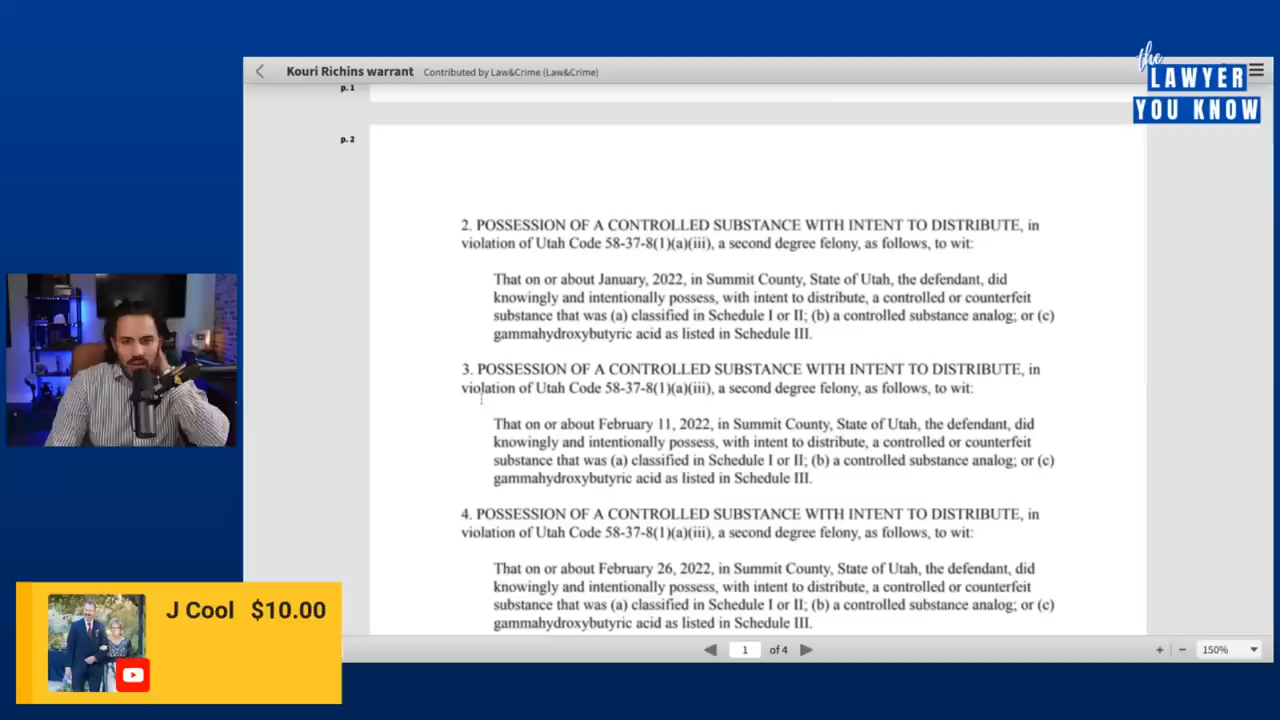 the
LAWYER
YOU KNOW
Kouri Richins warrant Contributed by Law&Crime (Law&Crime)
p. 1
p. 2
2. POSSESSION OF A CONTROLLED SUBSTANCE WITH INTENT TO DISTRIBUTE, in
violation of Utah Code 58-37-8(1)(a)(iii), a second degree felony, as follows, to wit:
That on or about January, 2022, in Summit County, State of Utah, the defendant, did
knowingly and intentionally possess, with intent to distribute, a controlled or counterfeit
substance that was (a) classified in Schedule I or II; (b) a controlled substance analog; or (c)
gammahydroxybutyric acid as listed in Schedule III.
3. POSSESSION OF A CONTROLLED SUBSTANCE WITH INTENT TO DISTRIBUTE, in
violation of Utah Code 58-37-8(1)(a)(iii), a second degree felony, as follows, to wit:
That on or about February 11, 2022, in Summit County, State of Utah, the defendant, did
knowingly and intentionally possess, with intent to distribute, a controlled or counterfeit
substance that was (a) classified in Schedule I or II; (b) a controlled substance analog; or (c)
gammahydroxybutyric acid as listed in Schedule III.
4. POSSESSION OF A CONTROLLED SUBSTANCE WITH INTENT TO DISTRIBUTE, in
violation of Utah Code 58-37-8(1)(a)(iii), a second degree felony, as follows, to wit:
That on or about February 26, 2022, in Summit County, State of Utah, the defendant, did
knowingly and intentionally possess, with intent to distribute, a controlled or counterfeit
substance that was (a) classified in Schedule I or II; (b) a controlled substance analog; or (c)
gammahydroxybutyric acid as listed in Schedule III.
J Cool $10.00
1 of 4
+ - 150%